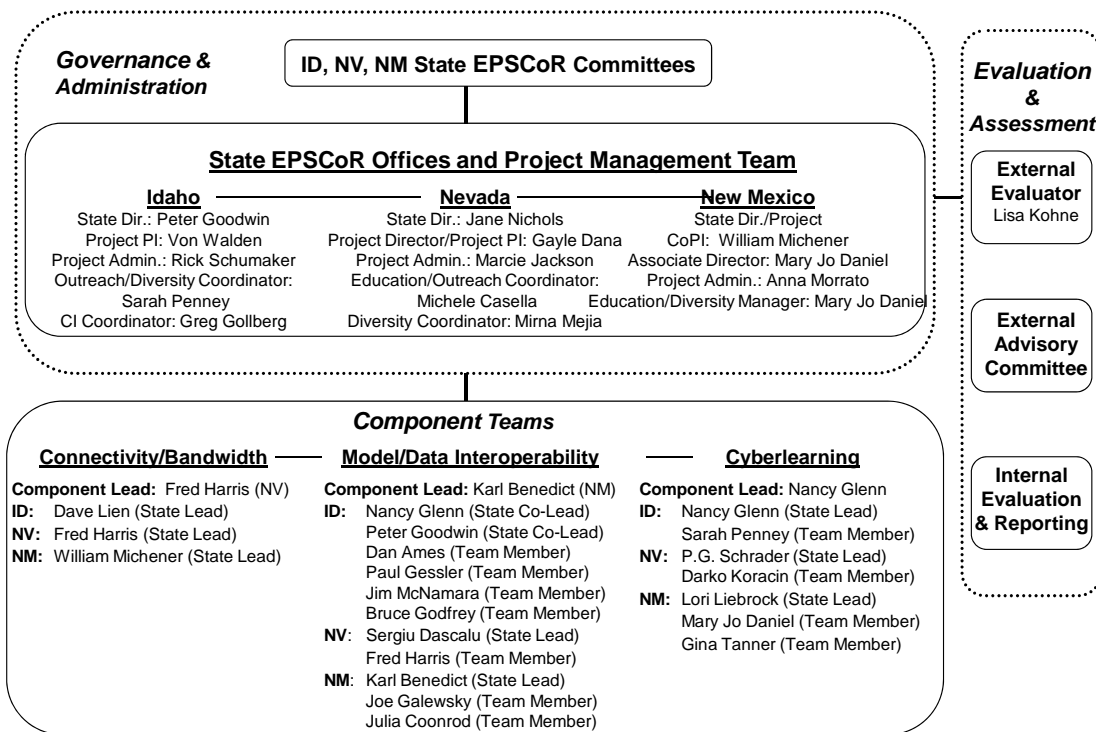 Governance &
Administration
ID, NV, NM State EPSCoR Committees
State EPSCoR Offices and Project Management Team
Idaho
State Dir.: Peter Goodwin
Project PI: Von Walden
Project Admin.: Rick Schumaker
Outreach/Diversity Coordinator:
Sarah Penney
CI Coordinator: Greg Gollberg
Nevada
State Dir.: Jane Nichols
Project Director/Project PI: Gayle Dana
Project Admin.: Marcie Jackson
Education/Outreach Coordinator:
Michele Casella
Diversity Coordinator: Mirna Mejia
New Mexico
State Dir./Project
CoPI: William Michener
Associate Director: Mary Jo Daniel
Project Admin.: Anna Morrato
Education/Diversity Manager: Mary Jo Daniel
Evaluation
&
Assessment
External
Evaluator
Lisa Kohne
External
Advisory
Committee
Internal
Evaluation
& Reporting
Component Teams
Connectivity/Bandwidth
Component Lead: Fred Harris (NV)
ID: Dave Lien (State Lead)
NV: Fred Harris (State Lead)
NM: William Michener (State Lead)
Model/Data Interoperability
Component Lead: Karl Benedict (NM)
ID: Nancy Glenn (State Co-Lead)
Peter Goodwin (State Co-Lead)
Dan Ames (Team Member)
Paul Gessler (Team Member)
Jim McNamara (Team Member)
Bruce Godfrey (Team Member)
NV: Sergiu Dascalu (State Lead)
Fred Harris (Team Member)
NM: Karl Benedict (State Lead)
Joe Galewsky (Team Member)
Julia Coonrod (Team Member)
Cyberlearning
Component Lead: Nancy Glenn
ID: Nancy Glenn (State Lead)
Sarah Penney (Team Member)
NV: P.G. Schrader (State Lead)
Darko Koracin (Team Member)
NM: Lori Liebrock (State Lead)
Mary Jo Daniel (Team Member)
Gina Tanner (Team Member)